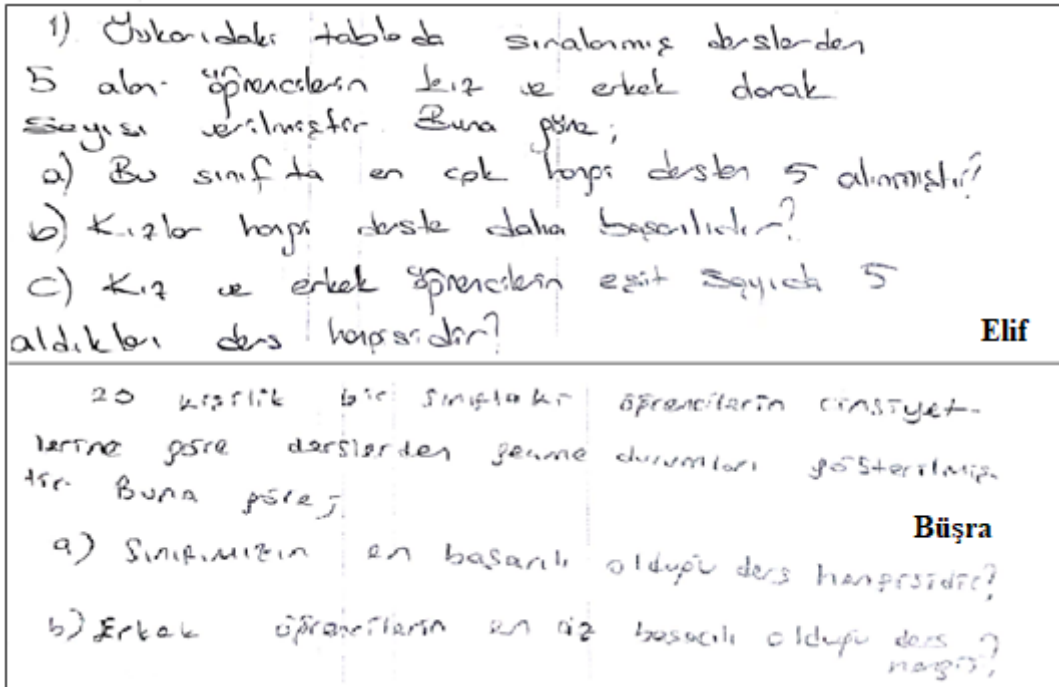 1) Yukarıdaki tabloda sıralanmış derslerden
5 alan öğrencilerin kız ve erkek olarak
sayısı verilmiştir. Buna göre;
a) Bu sınıfta en çok hangi dersten 5 alınmıştır?
b) Kızlar hangi derste daha başarılıdır?
c) Kız ve erkek öğrencilerin eşit sayıda 5
aldıkları ders hangisidir?
Elif
20 kişilik bir sınıftaki öğrencilerin cinsiyet-
lerine göre derslerden geçme durumları gösterilmiş-
tir. Buna göre;
Büşra
a) Sınıfımızın en başarılı olduğu ders hangisidir?
b) Erkek öğrencilerin en az başarılı olduğu ders
hangisi?